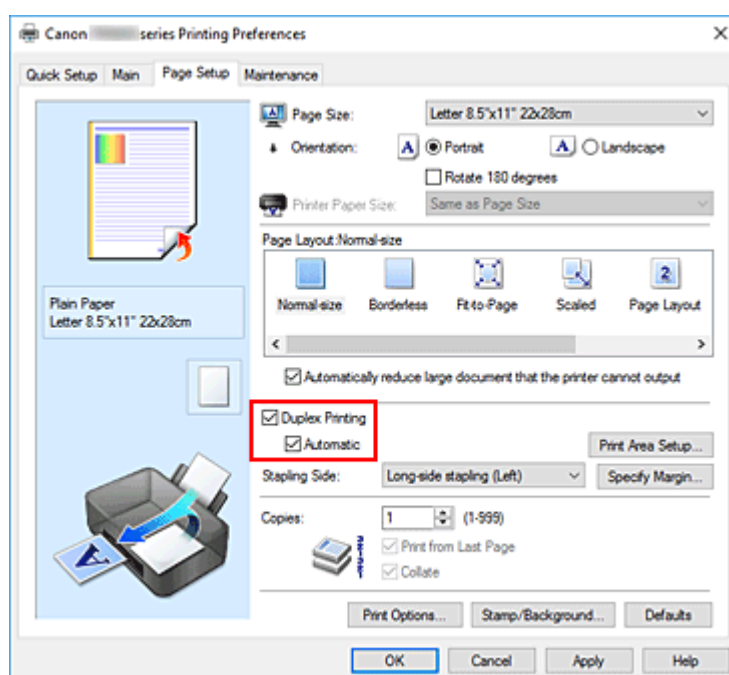 Canon series Printing Preferences
Quick Setup Main Page Setup Maintenance
Page Size: Letter 8.5"x11" 22x28cm
Orientation: A Portrait A Landscape
Rotate 180 degrees
Printer Paper Size: Same as Page Size
Page Layout:Normal-size
2
Normal-size Borderless Fit-to-Page Scaled Page Layout
Plain Paper
Letter 8.5"x11" 22x28cm
Automatically reduce large document that the printer cannot output
Duplex Printing
Automatic
Print Area Setup...
Stapling Side: Long-side stapling (Left) Specify Margin...
Copies: 1 (1-999)
Print from Last Page
Collate
A
Print Options... Stamp/Background... Defaults
OK Cancel Apply Help